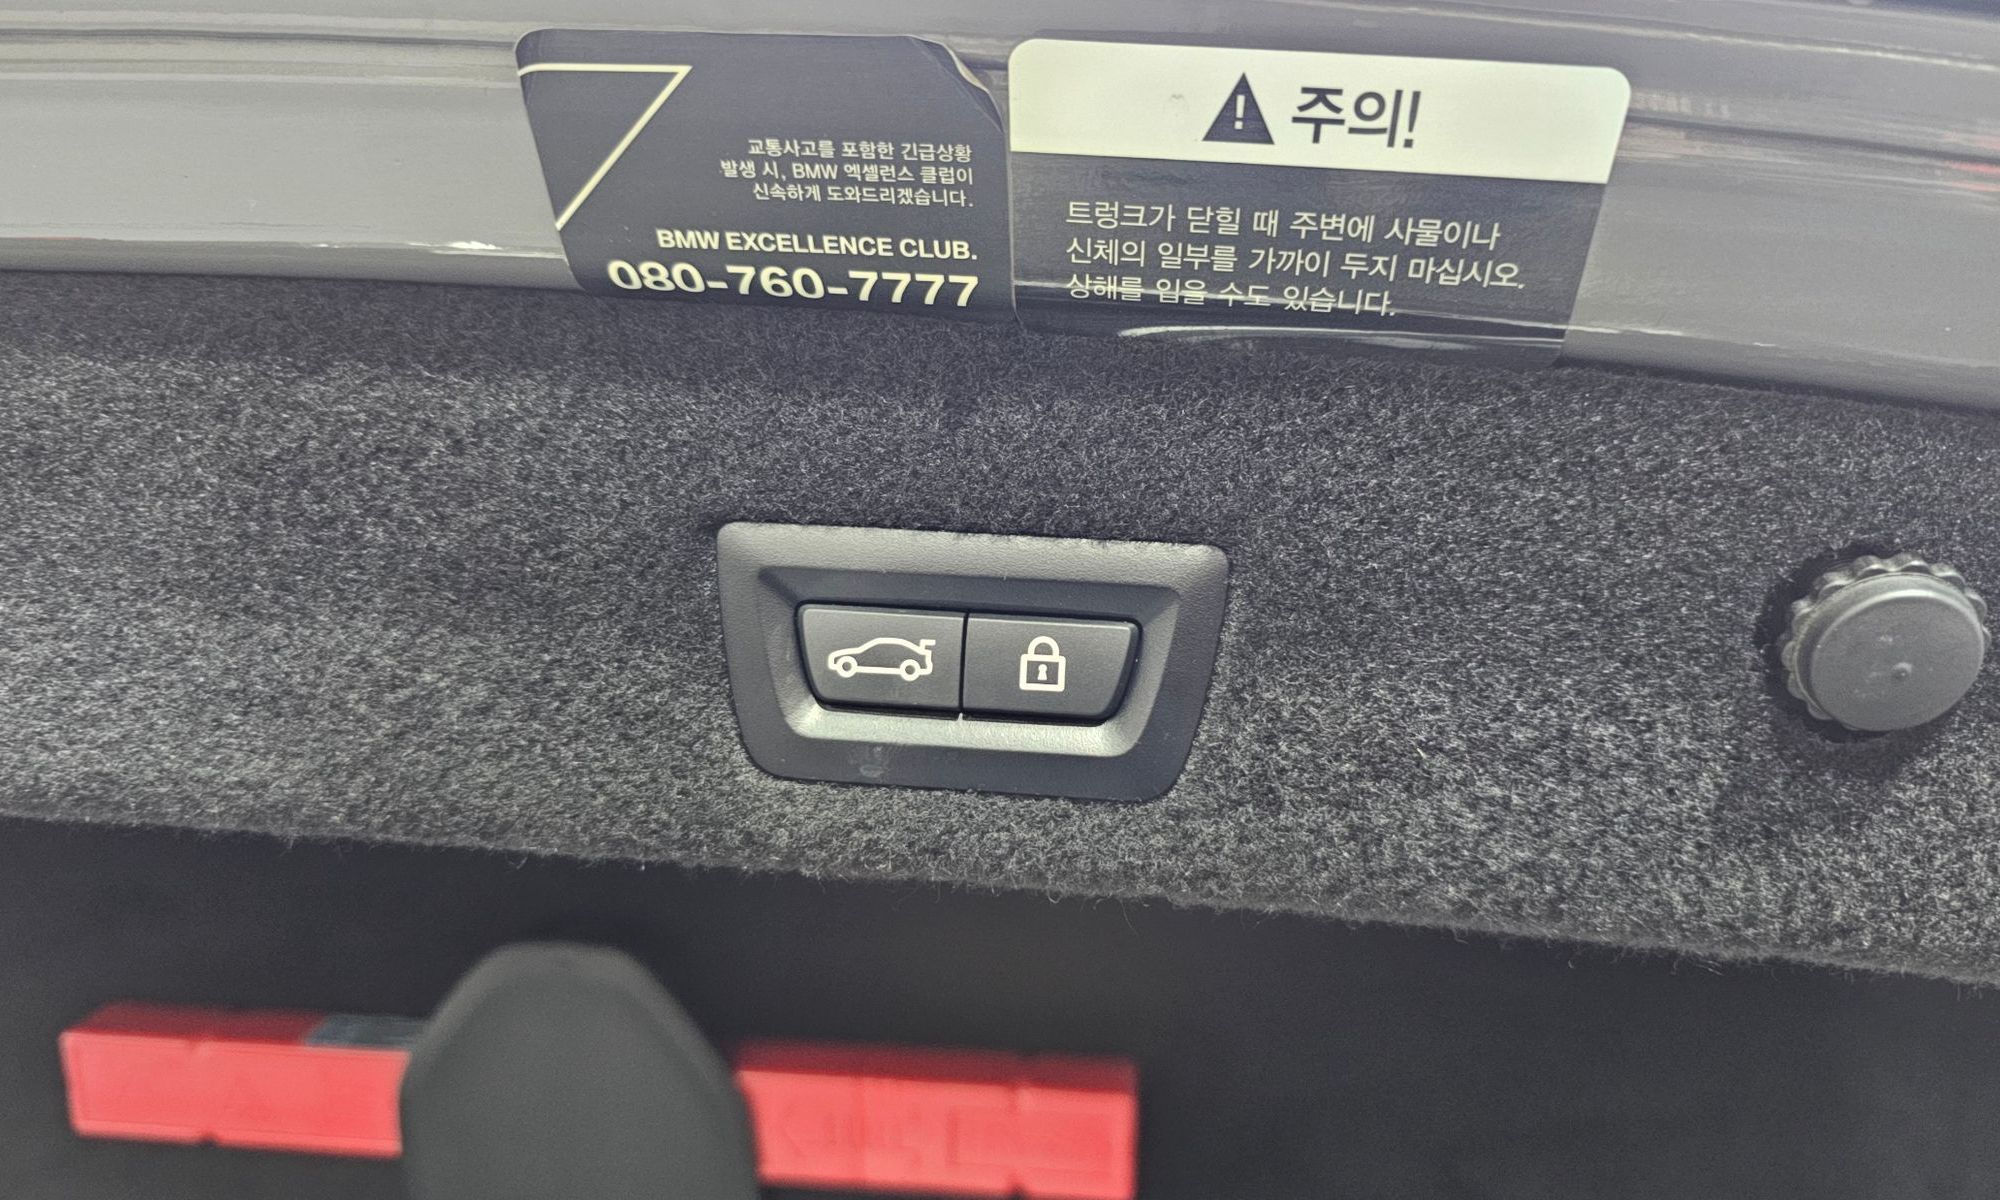 교통사고를 포함한 긴급상황
발생 시, BMW 엑셀런스 클럽이
신속하게 도와드리겠습니다.
BMW EXCELLENCE CLUB.
080-760-7777
주의!
트렁크가 닫힐 때 주변에 사물이나
신체의 일부를 가까이 두지 마십시오.
상해를 입을 수도 있습니다.